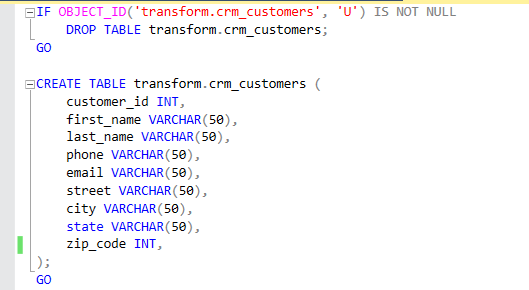 IF OBJECT_ID('transform.crm_customers', 'U') IS NOT NULL
    DROP TABLE transform.crm_customers;
GO

CREATE TABLE transform.crm_customers (
    customer_id INT,
    first_name VARCHAR(50),
    last_name VARCHAR(50),
    phone VARCHAR(50),
    email VARCHAR(50),
    street VARCHAR(50),
    city VARCHAR(50),
    state VARCHAR(50),
    zip_code INT,
);
GO